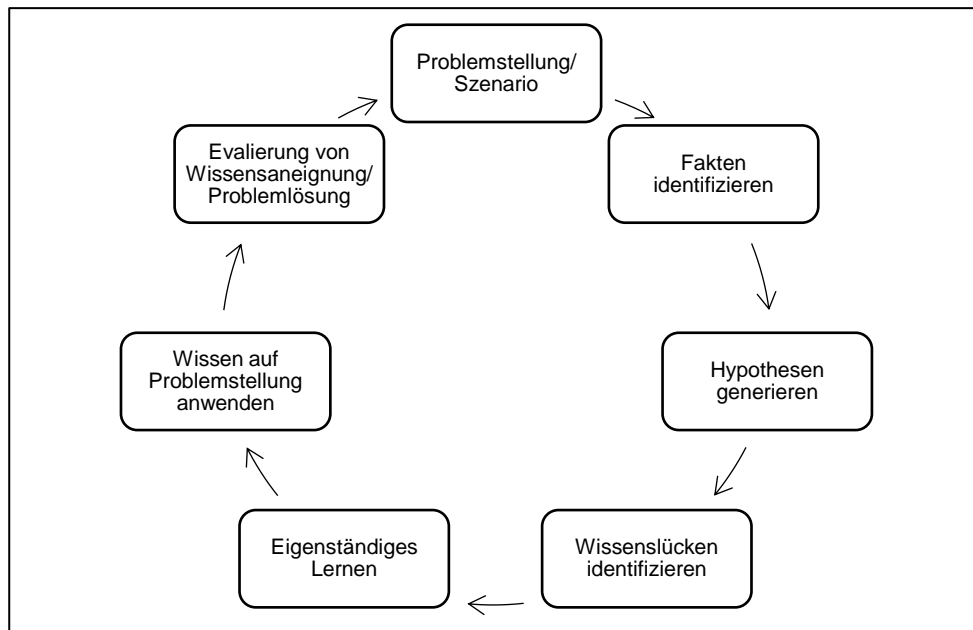 Problemstellung/
Szenario
Fakten
identifizieren
Hypothesen
generieren
Wissenslücken
identifizieren
Eigenständiges
Lernen
Wissen auf
Problemstellung
anwenden
Evalierung von
Wissensaneignung/
Problemlösung